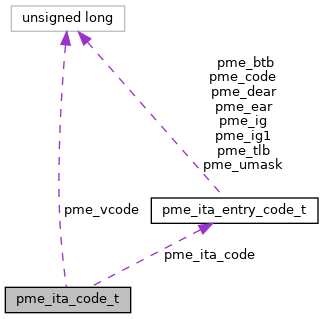 unsigned long
pme_btb
pme_code
pme_dear
pme_ear
pme_ig
pme_ig1
pme_tlb
pme_umask
pme_vcode
pme_ita_entry_code_t
pme_ita_code
pme_ita_code_t